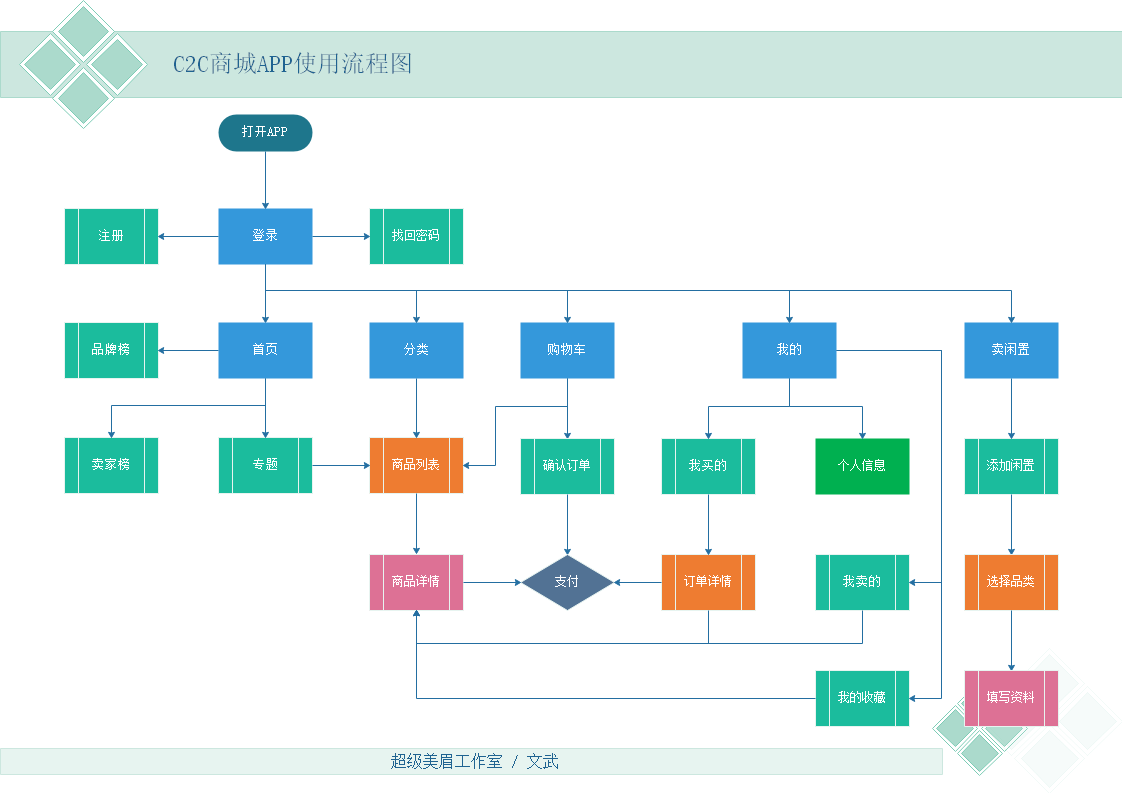 C2C商城APP使用流程图
打开APP
注册
登录
找回密码
品牌榜
首页
分类
购物车
我的
卖闲置
卖家榜
专题
商品列表
确认订单
我买的
个人信息
添加闲置
商品详情
支付
订单详情
我卖的
选择品类
我的收藏
填写资料
超级美眉工作室 / 文武